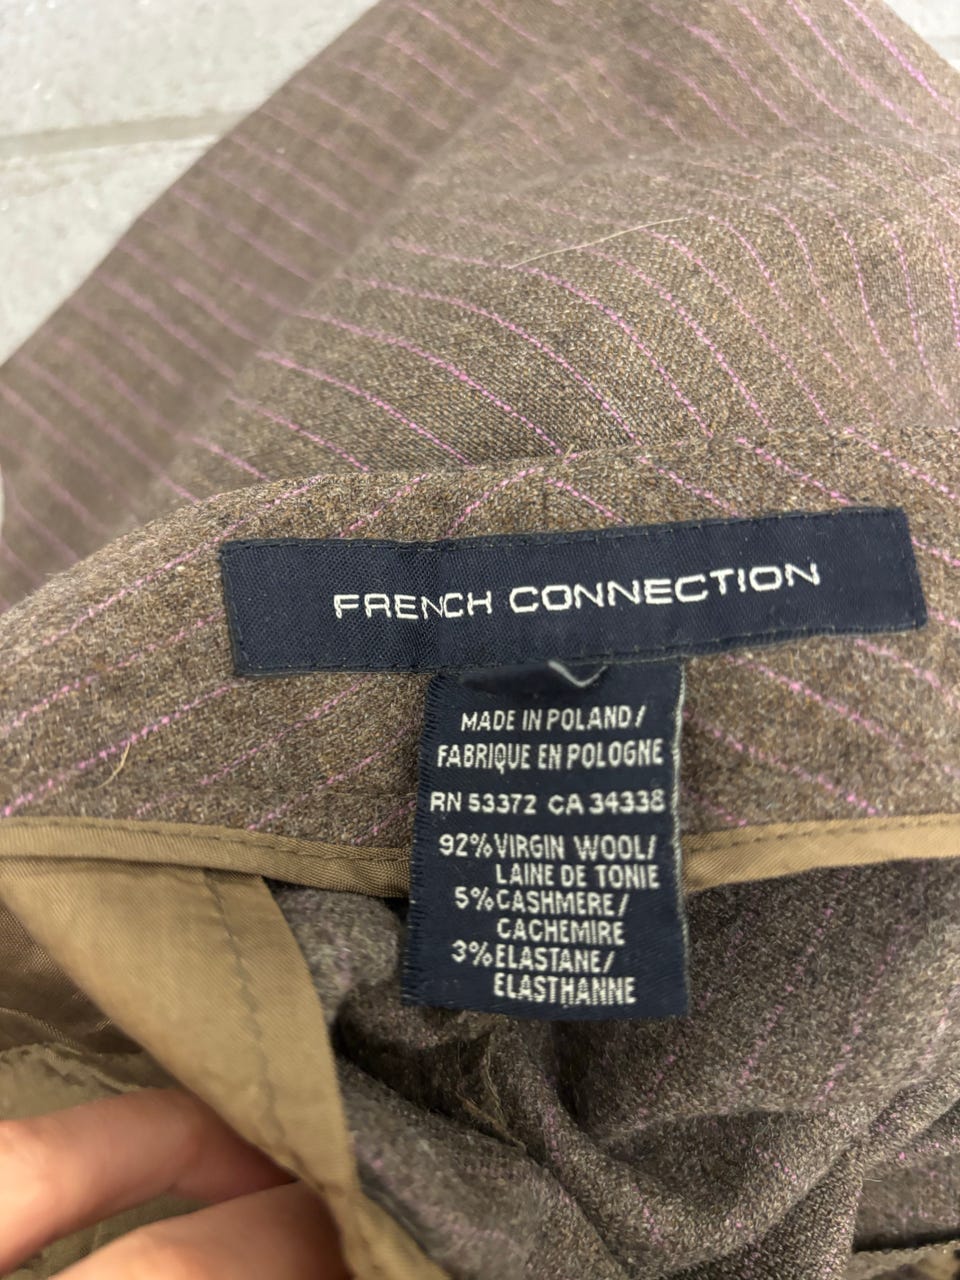 FRENCH CONNECTION
MADE IN POLAND/
FABRIQUE EN POLOGNE
RN 53372 CA 34338
92% VIRGIN WOOL/
LAINE DE TONIE
5% CASHMERE/
CACHEMIRE
3% ELASTANE/
ELASTHANNE